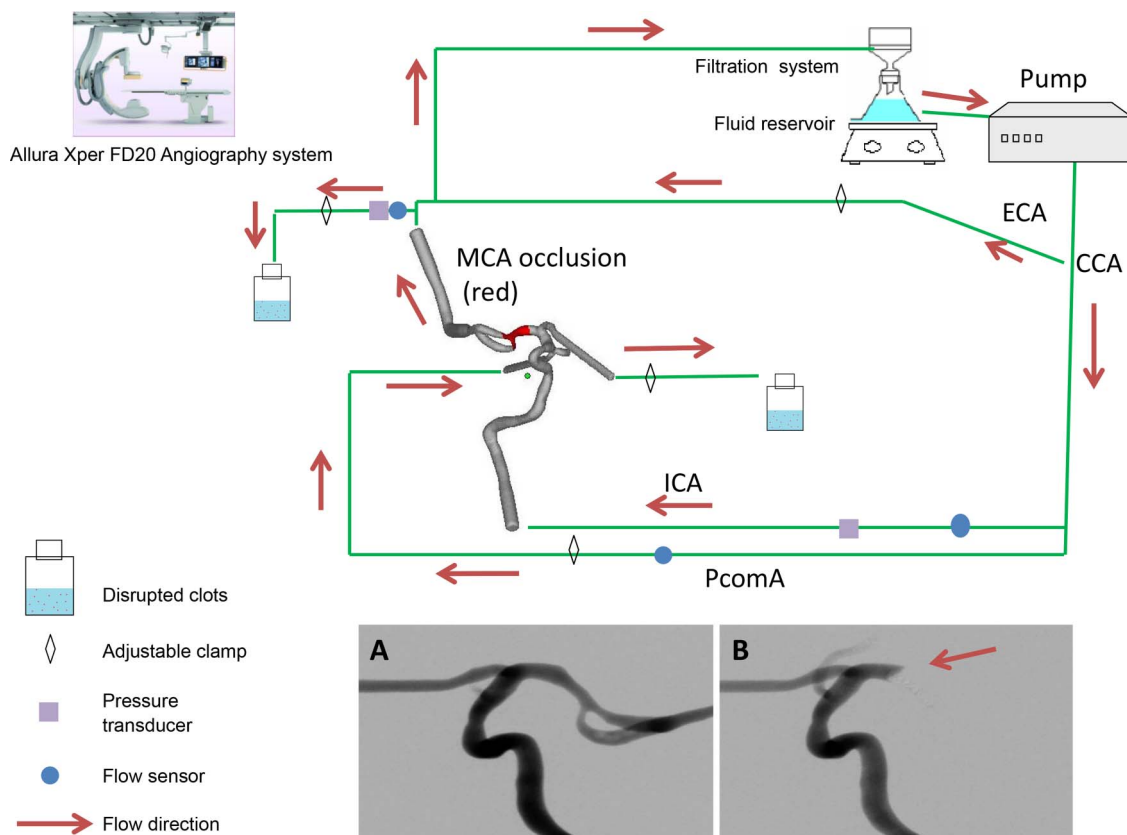 Allura Xper FD20 Angiography system
Filtration system
Fluid reservoir
Pump
ECA
CCA
MCA occlusion
(red)
ICA
PcomA
Disrupted clots
Adjustable clamp
Pressure
transducer
Flow sensor
Flow direction
A
B